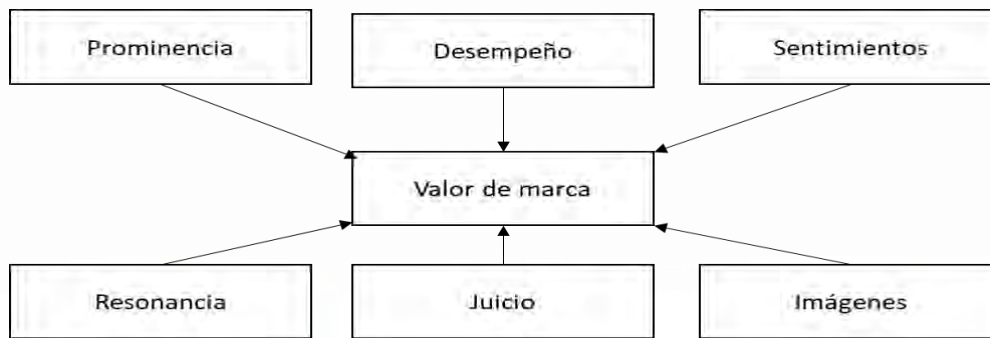 Prominencia
Desempeño
Sentimientos
Valor de marca
Resonancia
Juicio
Imágenes